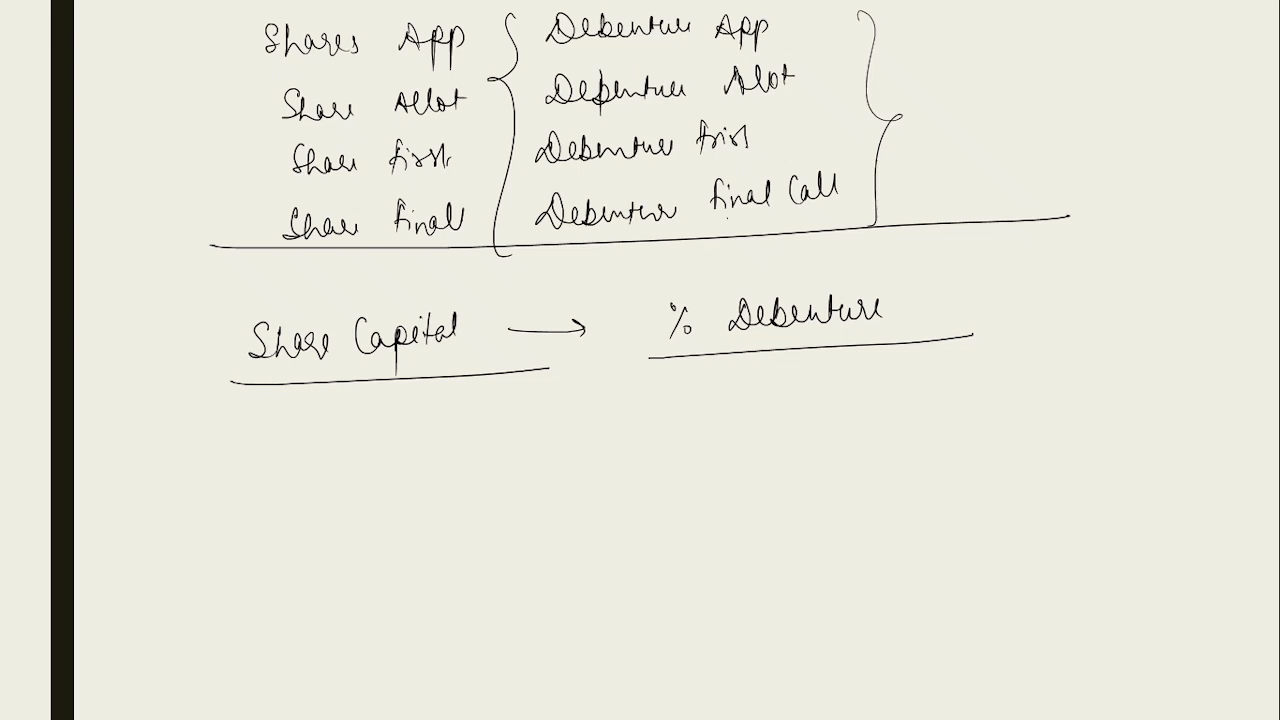 Shares App { Debenture App }
Share Allot Debenture Alot
Share first Debenture first
Share final Debenture final Call
Share Capital → % Debenture